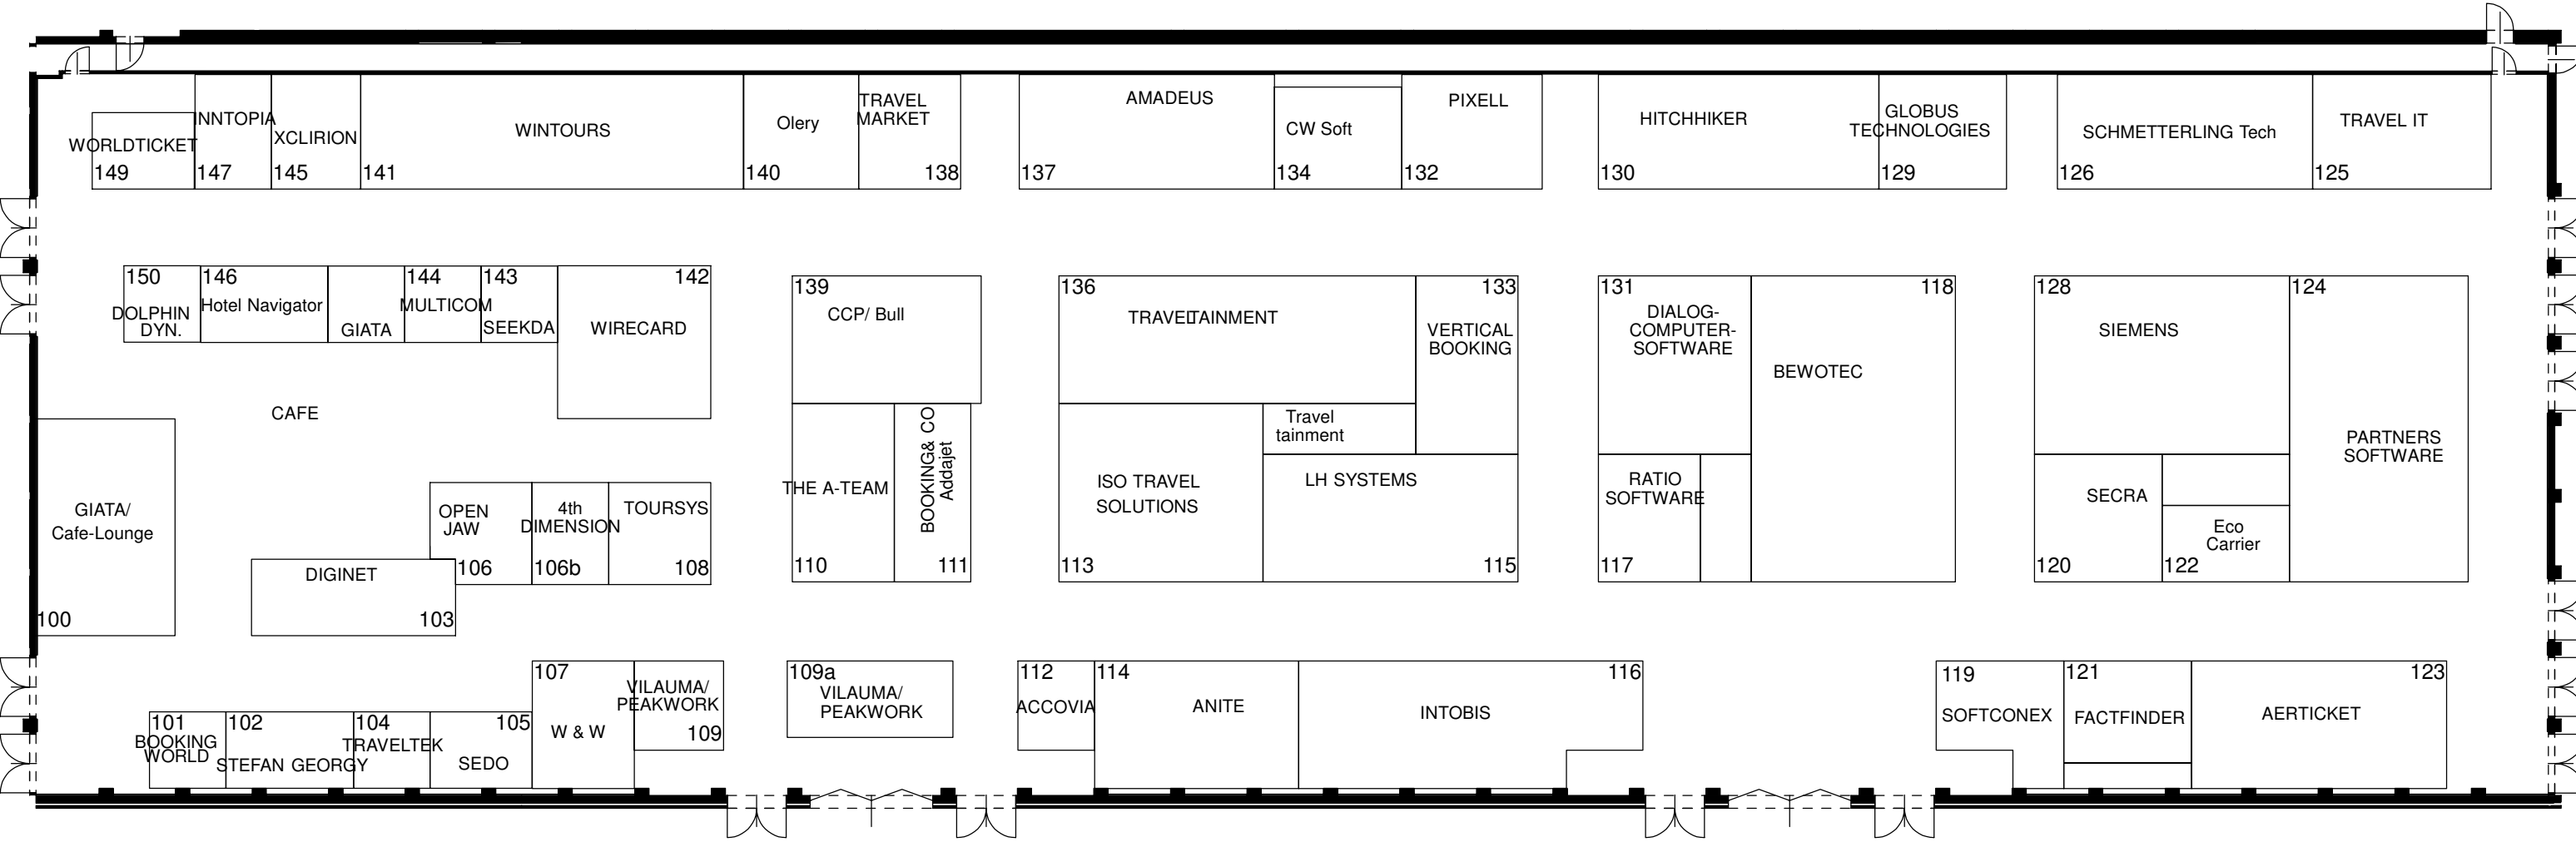 WORLDTICKET
149
INNTOPIA
147
XCLIRION
145
WINTOURS
141
Olery
140
TRAVEL
MARKET
138
AMADEUS
137
CW Soft
134
PIXELL
132
HITCHHIKER
130
GLOBUS
TECHNOLOGIES
129
SCHMETTERLING Tech
126
TRAVEL IT
125
150
DOLPHIN
DYN.
146
Hotel Navigator
GIATA
144
MULTICOM
143
SEEKDA
142
WIRECARD
139
CCP/ Bull
136
TRAVELTAINMENT
133
VERTICAL
BOOKING
131
DIALOG-
COMPUTER-
SOFTWARE
118
BEWOTEC
128
SIEMENS
124
PARTNERS
SOFTWARE
CAFE
GIATA/
Cafe-Lounge
100
OPEN
JAW
106
4th
DIMENSION
106b
TOURSYS
108
DIGINET
103
THE A-TEAM
110
BOOKING& CO
Addajet
111
ISO TRAVEL
SOLUTIONS
113
Travel
tainment
LH SYSTEMS
115
RATIO
SOFTWARE
117
SECRA
120
Eco
Carrier
122
101
BOOKING
WORLD
102
STEFAN GEORGY
104
TRAVELTEK
105
SEDO
107
W & W
VILAUMA/
PEAKWORK
109
109a
VILAUMA/
PEAKWORK
112
ACCOVIA
114
ANITE
116
INTOBIS
119
SOFTCONEX
121
FACTFINDER
123
AERTICKET